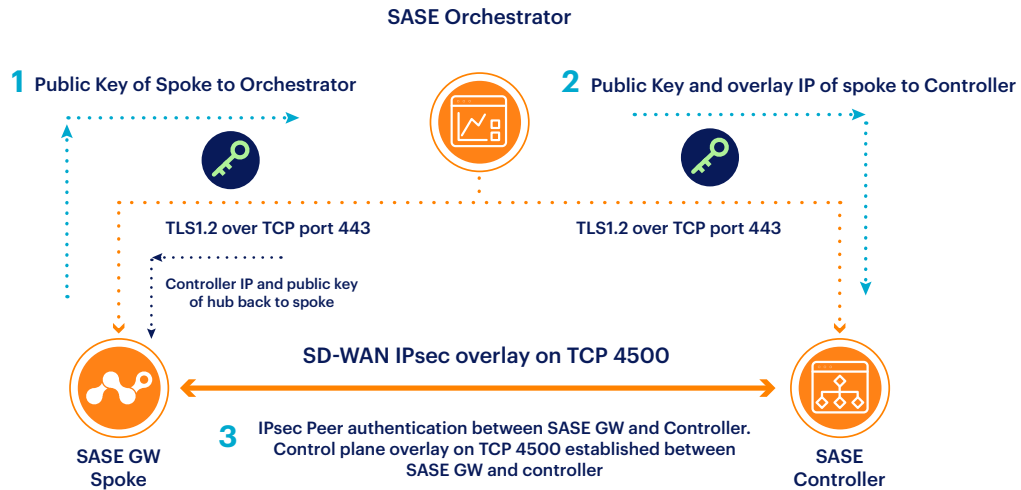 SASE Orchestrator
1 Public Key of Spoke to Orchestrator
2 Public Key and overlay IP of spoke to Controller
TLS1.2 over TCP port 443
TLS1.2 over TCP port 443
Controller IP and public key
of hub back to spoke
SD-WAN IPsec overlay on TCP 4500
3 IPsec Peer authentication between SASE GW and Controller.
Control plane overlay on TCP 4500 established between
SASE GW and controller
SASE GW
Spoke
SASE
Controller